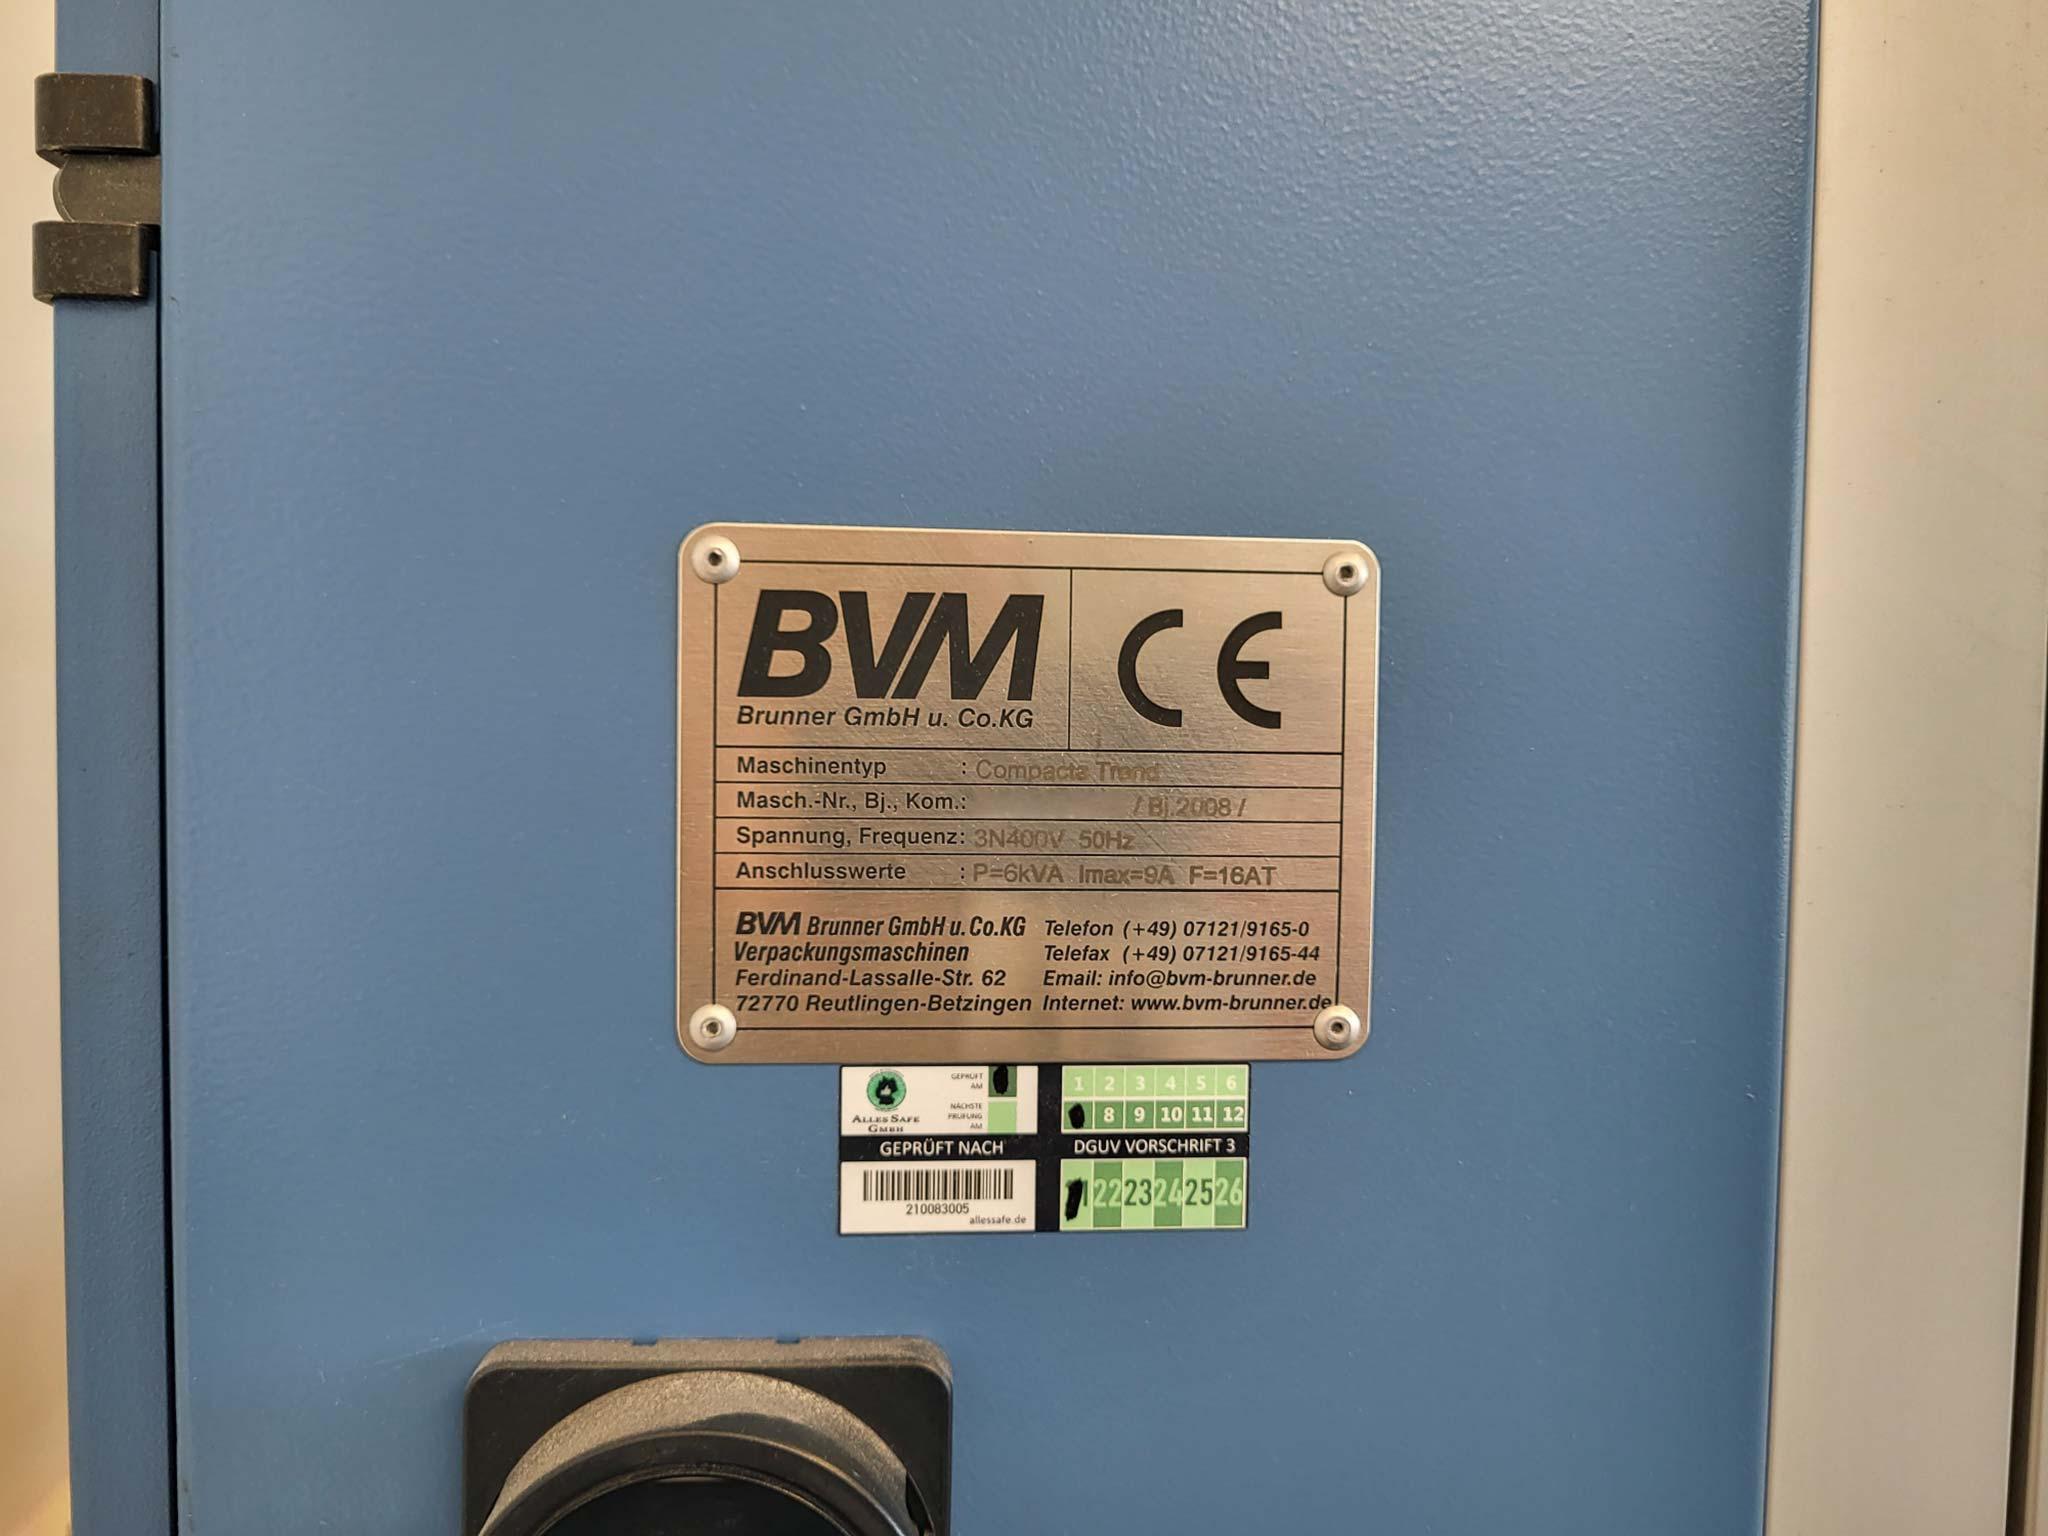 BVM
Brunner GmbH u. Co.KG
CE
Maschinentyp : Compacta Trend
Masch.-Nr., Bj., Kom.: / Bj.2008 /
Spannung, Frequenz: 3N400V 50Hz
Anschlusswerte : P=6kVA Imax=9A F=16AT
BVM Brunner GmbH u. Co.KG Telefon (+49) 07121/9165-0
Verpackungsmaschinen Telefax (+49) 07121/9165-44
Ferdinand-Lassalle-Str. 62 Email: info@bvm-brunner.de
72770 Reutlingen-Betzingen Internet: www.bvm-brunner.de
GEPRÜFT
AM
NÄCHSTE
PRÜFUNG
AM
ALLES SAFE
GMBH
1 2 3 4 5 6
8 9 10 11 12
GEPRÜFT NACH DGUV VORSCHRIFT 3
210083005
allessafe.de
22 23 24 25 26